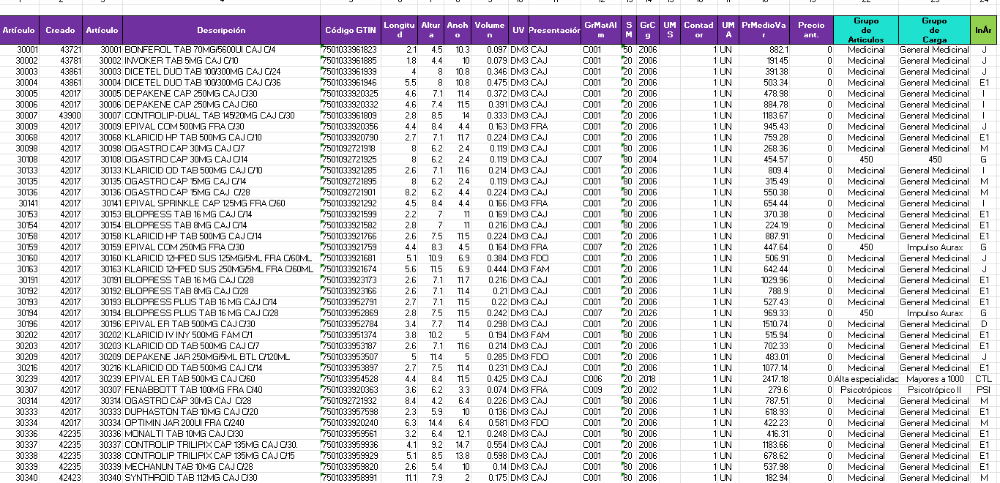 Artículo Creado Artículo Descripción Código GTIN Longitud Altura Ancho Volumen UV Presentación GrMatAlm SM GrCg UMS Contador UMA PrMedioVar Precio ant. Grupo de Articulos Grupo de Carga InÁr
30001 43721 30001 BONFEROL TAB 70MG/5600UI CAJ C/4 7501033961823 2.1 4.5 10.3 0.097 DM3 CAJ C001 50 2006 1 UN 882.1 0 Medicinal General Medicinal J
30002 43781 30002 INVOKER TAB 5MG CAJ C/10 7501033961885 1.8 4.4 10 0.079 DM3 CAJ C001 20 2006 1 UN 191.45 0 Medicinal General Medicinal J
30003 43861 30003 DICETEL DUO TAB 100/300MG CAJ C/24 7501033961939 4 8 10.8 0.346 DM3 CAJ C001 20 2006 1 UN 391.38 0 Medicinal General Medicinal J
30004 43861 30004 DICETEL DUO TAB 100/300MG CAJ C/36 7501033961946 5.5 8 10.8 0.475 DM3 CAJ C001 20 2006 1 UN 503.34 0 Medicinal General Medicinal E1
30005 42017 30005 DEPAKENE CAP 250MG CAJ C/30 7501033920325 4.6 7.1 11.4 0.372 DM3 CAJ C001 20 2006 1 UN 478.98 0 Medicinal General Medicinal I
30006 42017 30006 DEPAKENE CAP 250MG CAJ C/60 7501033920332 4.6 7.4 11.5 0.391 DM3 CAJ C001 20 2006 1 UN 884.78 0 Medicinal General Medicinal I
30007 43900 30007 CONTROLIP-DUAL TAB 145/20MG CAJ C/30 7501033961809 2.8 8.5 14 0.333 DM3 CAJ C001 20 2006 1 UN 1183.67 0 Medicinal General Medicinal I
30009 42017 30009 EPIVAL COM 500MG FRA C/30 7501033920356 4.4 8.4 4.4 0.163 DM3 FRA C001 20 2006 1 UN 945.43 0 Medicinal General Medicinal J
30068 42017 30068 KLARICID HP TAB 500MG CAJ C/10 7501033920790 2.7 7.1 11.7 0.224 DM3 CAJ C001 20 2006 1 UN 759.28 0 Medicinal General Medicinal E1
30098 42017 30098 OGASTRO CAP 30MG CAJ C/7 7501092721918 8 6.2 2.4 0.119 DM3 CAJ C001 80 2006 1 UN 268.36 0 Medicinal General Medicinal M
30108 42017 30108 OGASTRO CAP 30MG CAJ C/14 7501092721925 8 6.2 2.4 0.119 DM3 CAJ C007 80 2004 1 UN 454.57 0 450 450 G
30133 42017 30133 KLARICID OD TAB 500MG CAJ C/10 7501033921285 2.6 7.1 11.6 0.214 DM3 CAJ C001 20 2006 1 UN 809.4 0 Medicinal General Medicinal I
30135 42017 30135 OGASTRO CAP 15MG CAJ C/14 7501092721895 8 6.2 2.4 0.119 DM3 CAJ C001 80 2006 1 UN 315.49 0 Medicinal General Medicinal M
30136 42017 30136 OGASTRO CAP 15MG CAJ C/28 7501092721901 8.2 6.2 4.4 0.224 DM3 CAJ C001 80 2006 1 UN 550.38 0 Medicinal General Medicinal M
30141 42017 30141 EPIVAL SPRINKLE CAP 125MG FRA C/60 7501033921292 4.5 8.4 4.4 0.166 DM3 FRA C001 20 2006 1 UN 654.44 0 Medicinal General Medicinal I
30153 42017 30153 BLOPRESS TAB 16 MG CAJ C/14 7501033921599 2.2 7 11 0.169 DM3 CAJ C001 80 2006 1 UN 370.38 0 Medicinal General Medicinal E1
30154 42017 30154 BLOPRESS TAB 8MG CAJ C/14 7501033921582 2.8 7 11 0.216 DM3 CAJ C001 80 2006 1 UN 224.19 0 Medicinal General Medicinal E1
30158 42017 30158 KLARICID HP TAB 500MG CAJ C/14 7501033921766 2.6 7.5 11.5 0.224 DM3 CAJ C001 20 2006 1 UN 887.91 0 Medicinal General Medicinal E1
30159 42017 30159 EPIVAL COM 250MG FRA C/30 7501033921759 4.4 8.3 4.5 0.164 DM3 FRA C007 20 2026 1 UN 447.64 0 450 Impulso Aurax G
30160 42017 30160 KLARICID 12HPED SUS 125MG/5ML FRA C/60ML 7501033921681 5.1 10.9 6.9 0.384 DM3 FDO C001 20 2006 1 UN 506.91 0 Medicinal General Medicinal J
30163 42017 30163 KLARICID 12HPED SUS 250MG/5ML FRA C/60ML 7501033921674 5.6 11.5 6.9 0.444 DM3 FAM C001 20 2006 1 UN 642.44 0 Medicinal General Medicinal J
30191 42017 30191 BLOPRESS TAB 16 MG CAJ C/28 7501033923173 2.6 7.1 11.7 0.216 DM3 CAJ C001 20 2006 1 UN 1029.96 0 Medicinal General Medicinal E1
30192 42017 30192 BLOPRESS TAB 8MG CAJ C/28 7501033923166 2.6 7.1 11.4 0.21 DM3 CAJ C001 20 2006 1 UN 788.9 0 Medicinal General Medicinal E1
30193 42017 30193 BLOPRESS PLUS TAB 16 MG CAJ C/14 7501033952791 2.7 7.1 11.5 0.22 DM3 CAJ C001 20 2006 1 UN 527.43 0 Medicinal General Medicinal E1
30194 42017 30194 BLOPRESS PLUS TAB 16 MG CAJ C/28 7501033952869 2.8 7.5 11.5 0.242 DM3 CAJ C007 20 2026 1 UN 969.33 0 450 Impulso Aurax G
30196 42017 30196 EPIVAL ER TAB 500MG CAJ C/30 7501033952784 3.4 7.7 11.4 0.298 DM3 CAJ C001 20 2006 1 UN 1510.74 0 Medicinal General Medicinal D
30202 42017 30202 KLARICID IV INY 500MG FAM C/1 7501033951374 3.8 10.2 5 0.194 DM3 FAM C001 80 2006 1 UN 515.94 0 Medicinal General Medicinal E1
30203 42017 30203 KLARICID OD TAB 500MG CAJ C/7 7501033953187 2.6 7.1 11.6 0.214 DM3 CAJ C001 20 2006 1 UN 702.33 0 Medicinal General Medicinal E1
30209 42017 30209 DEPAKENE JAR 250MG/5ML BTL C/120ML 7501033953507 5 11.4 5 0.285 DM3 FDO C001 20 2006 1 UN 483.01 0 Medicinal General Medicinal J
30216 42017 30216 KLARICID OD TAB 500MG CAJ C/14 7501033953897 2.7 7.5 11.4 0.231 DM3 CAJ C001 20 2006 1 UN 1077.14 0 Medicinal General Medicinal E1
30239 42017 30239 EPIVAL ER TAB 500MG CAJ C/60 7501033954528 4.4 8.4 11.5 0.425 DM3 CAJ C006 20 2018 1 UN 2417.18 0 Alta especialidad Mayores a 1000 CTL
30307 42017 30307 FENABBOTT TAB 100MG FRA C/40 7501033920363 3.6 6.2 3.3 0.074 DM3 FRA C009 20 2002 1 UN 279.6 0 Psicotrópicos Psicotrópico II PSI
30314 42017 30314 OGASTRO CAP 30MG CAJ C/28 7501092721932 8.4 4.2 6.4 0.226 DM3 CAJ C001 80 2006 1 UN 787.51 0 Medicinal General Medicinal M
30333 42017 30333 DUPHASTON TAB 10MG CAJ C/20 7501033957598 2.3 5.9 10 0.136 DM3 CAJ C001 20 2006 1 UN 618.93 0 Medicinal General Medicinal E1
30334 42017 30334 OPTIMIN JAR 200UI FRA C/240 7501033920240 6.3 14.4 6.4 0.581 DM3 FDO C001 20 2006 1 UN 422.23 0 Medicinal General Medicinal M
30336 42235 30336 MONALTI TAB 10MG CAJ C/30 7501033959561 3.2 6.4 12.1 0.248 DM3 CAJ C001 80 2006 1 UN 416.31 0 Medicinal General Medicinal E1
30337 42235 30337 CONTROLIP TRILIPIX CAP 135MG CAJ C/30. 7501033959936 4.1 9.2 14.7 0.554 DM3 CAJ C001 20 2006 1 UN 1183.66 0 Medicinal General Medicinal E1
30338 42235 30338 CONTROLIP TRILIPIX CAP 135MG CAJ C/15 7501033959929 5.1 8.5 13.8 0.598 DM3 CAJ C001 20 2006 1 UN 678.62 0 Medicinal General Medicinal E1
30339 42235 30339 MECHANUN TAB 10MG CAJ C/28 7501033959820 2.6 5.4 10 0.14 DM3 CAJ C001 80 2006 1 UN 537.98 0 Medicinal General Medicinal E1
30340 42423 30340 SYNTHROID TAB 112MG CAJ C/30 7501033958991 11.1 7.9 2 0.175 DM3 CAJ C001 80 2006 1 UN 182.94 0 Medicinal General Medicinal M